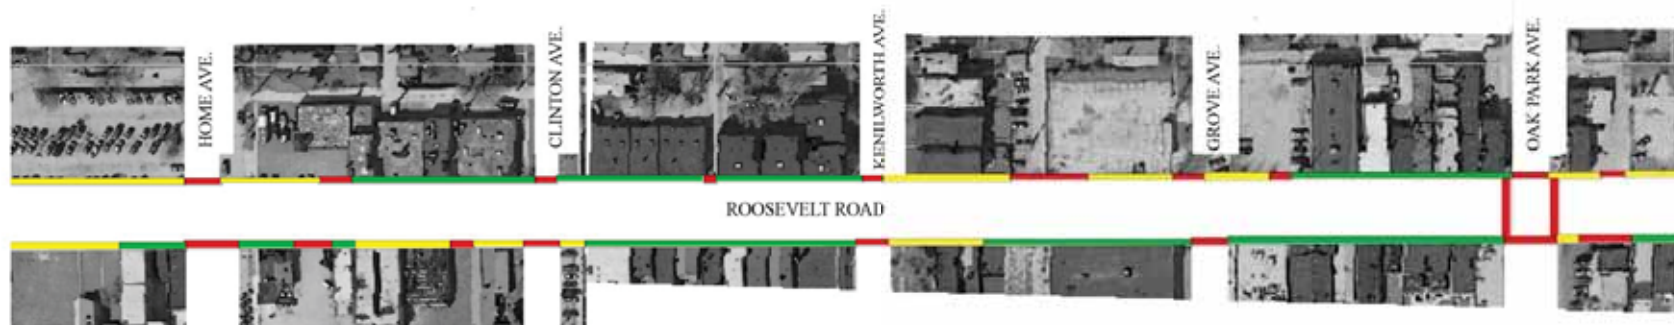 HOME AVE.
CLINTON AVE.
KENILWORTH AVE.
GROVE AVE.
OAK PARK AVE.
ROOSEVELT ROAD